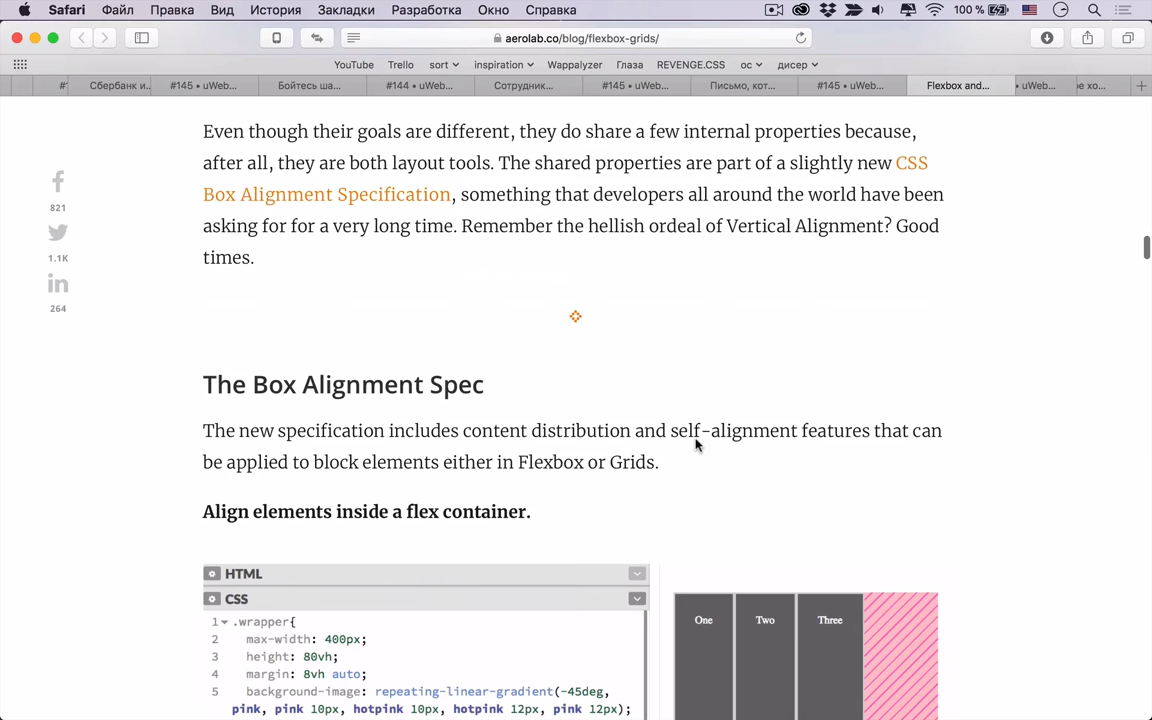 Safari Файл Правка Вид История Закладки Разработка Окно Справка 100 %
aerolab.co/blog/flexbox-grids/
YouTube Trello sort inspiration Wappalyzer Глаза REVENGE.CSS ос дисер
Сбербанк и.. #145 • uWeb... Бойтесь ша... #144 • uWeb... Сотрудник... #145 • uWeb... Письмо, кот... #145 • uWeb... Flexbox and... • uWeb... ое хо...
Even though their goals are different, they do share a few internal properties because,
after all, they are both layout tools. The shared properties are part of a slightly new CSS
Box Alignment Specification, something that developers all around the world have been
asking for for a very long time. Remember the hellish ordeal of Vertical Alignment? Good
times.
821
1.1K
264
The Box Alignment Spec
The new specification includes content distribution and self-alignment features that can
be applied to block elements either in Flexbox or Grids.
Align elements inside a flex container.
HTML
CSS
1 .wrapper{
2 max-width: 400px;
3 height: 80vh;
4 margin: 8vh auto;
5 background-image: repeating-linear-gradient(-45deg,
pink, pink 10px, hotpink 10px, hotpink 12px, pink 12px);
One Two Three